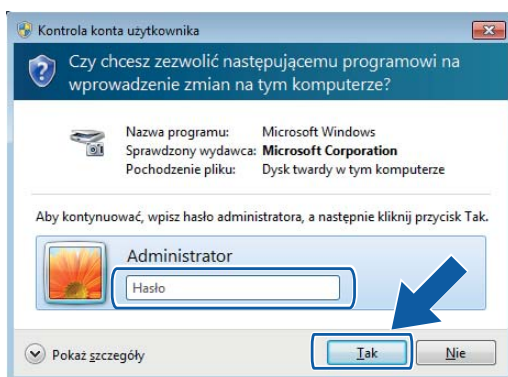 Kontrola konta użytkownika
Czy chcesz zezwolić następującemu programowi na
wprowadzenie zmian na tym komputerze?
Nazwa programu: Microsoft Windows
Sprawdzony wydawca: Microsoft Corporation
Pochodzenie pliku: Dysk twardy w tym komputerze
Aby kontynuować, wpisz hasło administratora, a następnie kliknij przycisk Tak.
Administrator
Hasło
Pokaż szczegóły
Tak
Nie